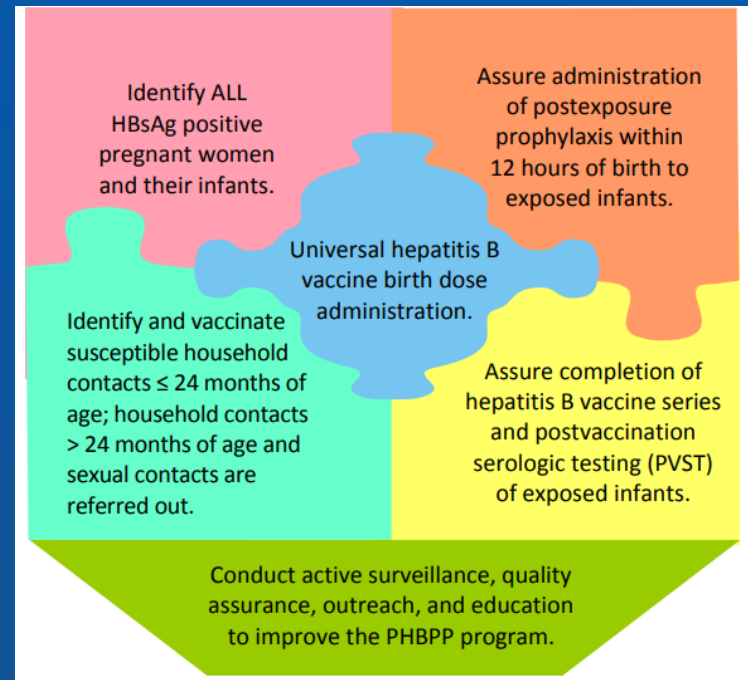 Identify ALL
HBsAg positive
pregnant women
and their infants.
Assure administration
of postexposure
prophylaxis within
12 hours of birth to
exposed infants.
Universal hepatitis B
vaccine birth dose
administration.
Identify and vaccinate
susceptible household
contacts ≤ 24 months of
age; household contacts
> 24 months of age and
sexual contacts are
referred out.
Assure completion of
hepatitis B vaccine series
and postvaccination
serologic testing (PVST)
of exposed infants.
Conduct active surveillance, quality
assurance, outreach, and education
to improve the PHBPP program.